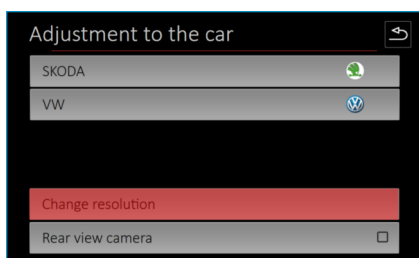 Adjustment to the car
SKODA
VW
Change resolution
Rear view camera